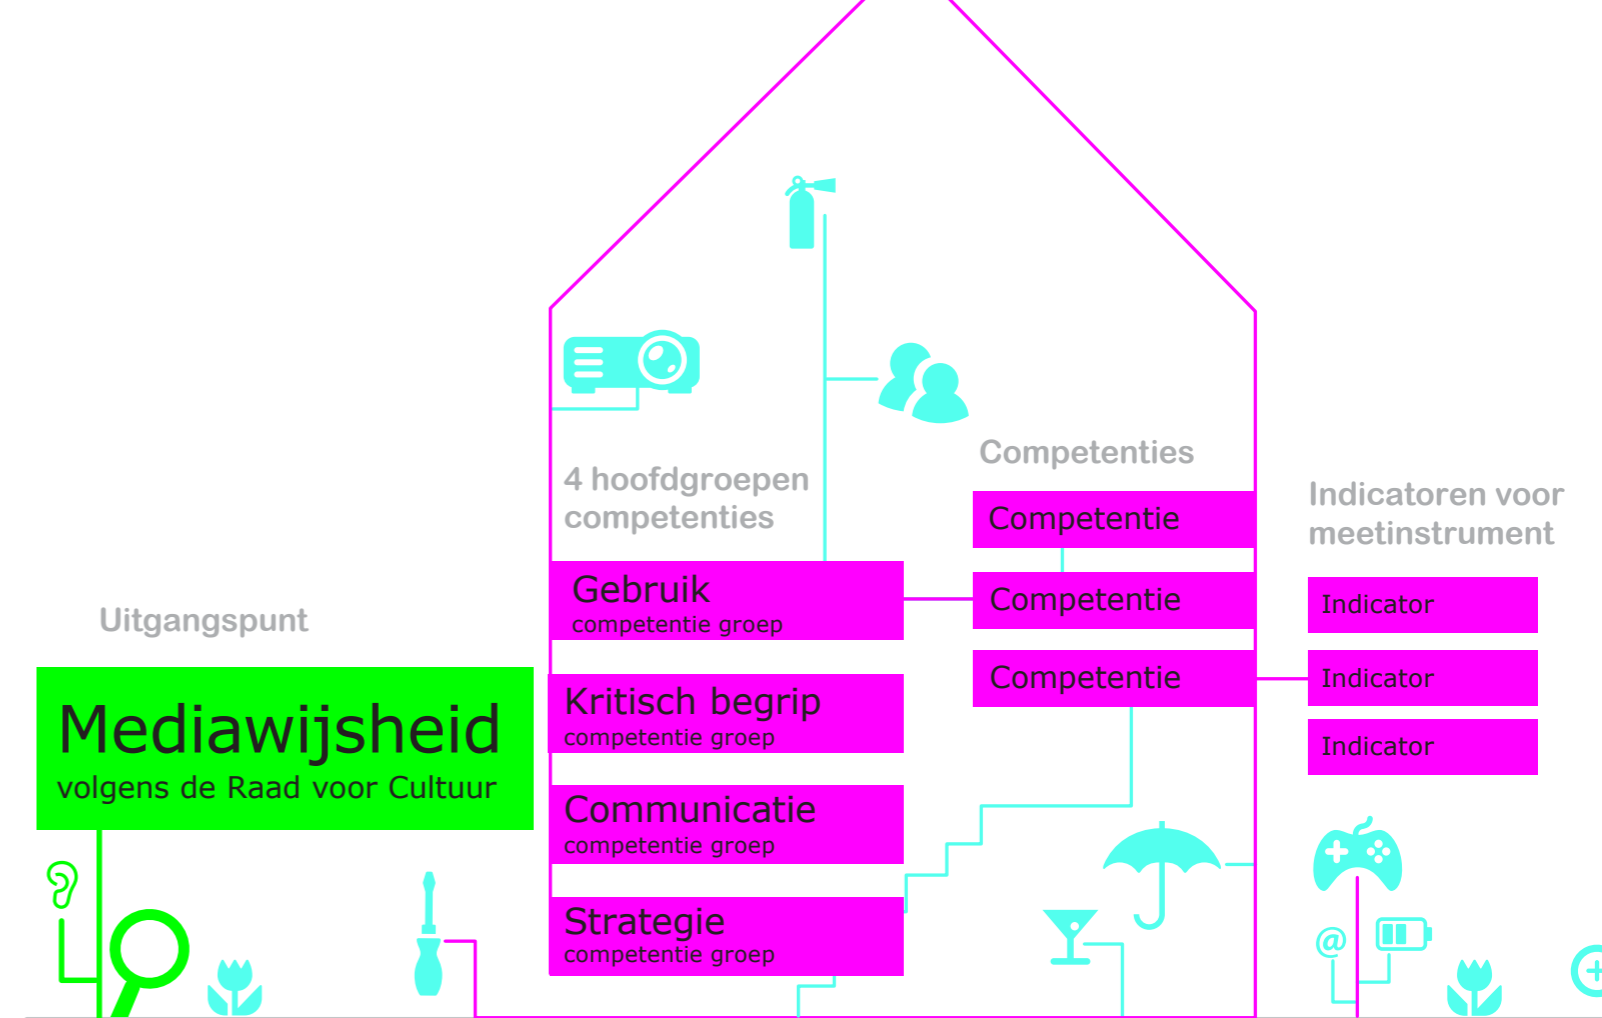 Uitgangspunt
Mediawijsheid
volgens de Raad voor Cultuur
4 hoofdgroepen
competenties
Gebruik
competentie groep
Kritisch begrip
competentie groep
Communicatie
competentie groep
Strategie
competentie groep
Competenties
Competentie
Competentie
Competentie
Indicatoren voor
meetinstrument
Indicator
Indicator
Indicator
@